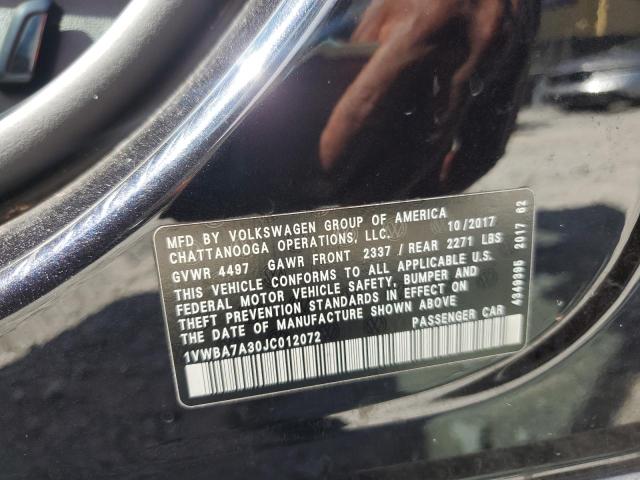 MFD BY VOLKSWAGEN GROUP OF AMERICA
CHATTANOOGA OPERATIONS, LLC. 10/2017
GVWR 4497 GAWR FRONT 2337 / REAR 2271 LBS
THIS VEHICLE CONFORMS TO ALL APPLICABLE U.S.
FEDERAL MOTOR VEHICLE SAFETY, BUMPER AND
THEFT PREVENTION STANDARDS IN EFFECT ON
THE DATE OF MANUFACTURE SHOWN ABOVE
1VWBA7A30JC012072 PASSENGER CAR
4349395 2017 62